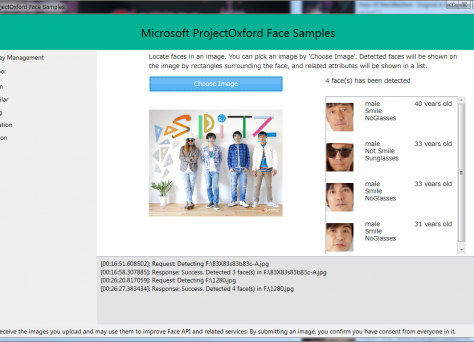 ojectOxford Face Samples
Microsoft ProjectOxford Face Samples
ey Management
io:
n
ilar
g
ation
on
Locate faces in an image. You can pick an image by 'Choose Image'. Detected faces will be shown on
the image by rectangles surrounding the face, and related attributes will be shown in a list.
Choose Image
4 face(s) has been detected
SPiTZ
male 40 years old
Smile
NoGlasses
male 33 years old
Not Smile
Sunglasses
male 33 years old
Smile
NoGlasses
male 31 years old
Smile
NoGlasses
[00:16:51.608502]: Request: Detecting F:\83X83s83b83c-A.jpg
[00:16:58.307885]: Response: Success. Detected 3 face(s) in F:\83X83s83b83c-A.jpg
[00:26:20.817059]: Request: Detecting F:\1280.jpg
[00:26:27.383434]: Response: Success. Detected 4 face(s) in F:\1280.jpg
eceive the images you upload and may use them to improve Face API and related services. By submitting an image, you confirm you have consent from everyone in it.